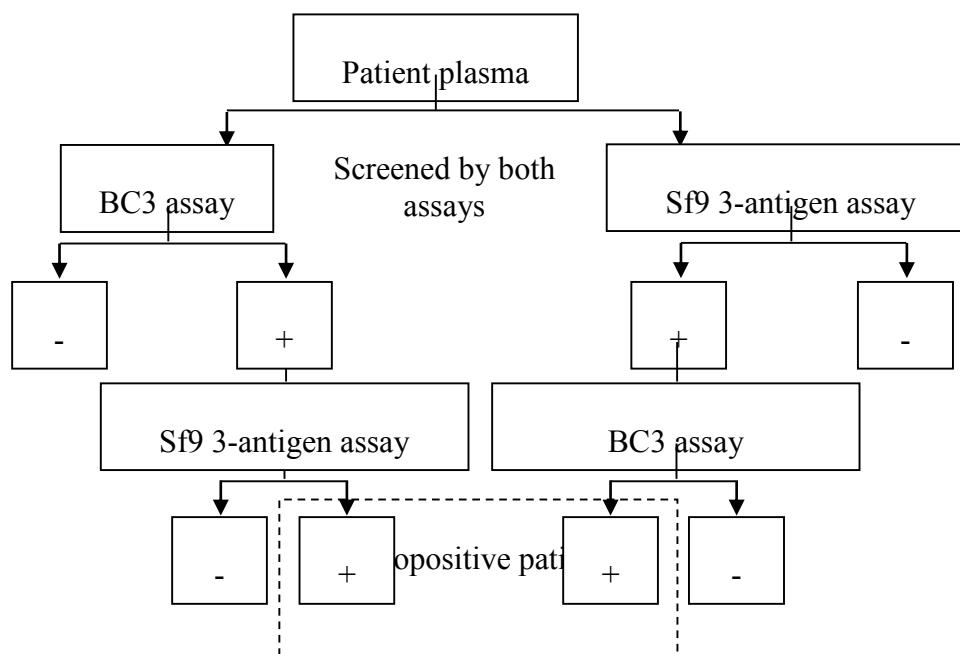 Patient plasma
Screened by both
assays
BC3 assay
Sf9 3-antigen assay
-
+
+
-
Sf9 3-antigen assay
BC3 assay
-
+
+
-